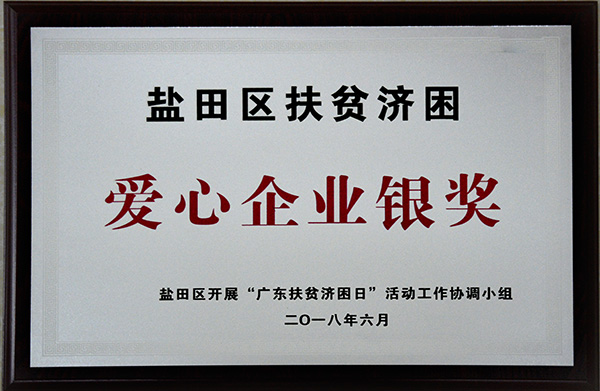 盐田区扶贫济困
爱心企业银奖
盐田区开展“广东扶贫济困日”活动工作协调小组
二〇一八年六月